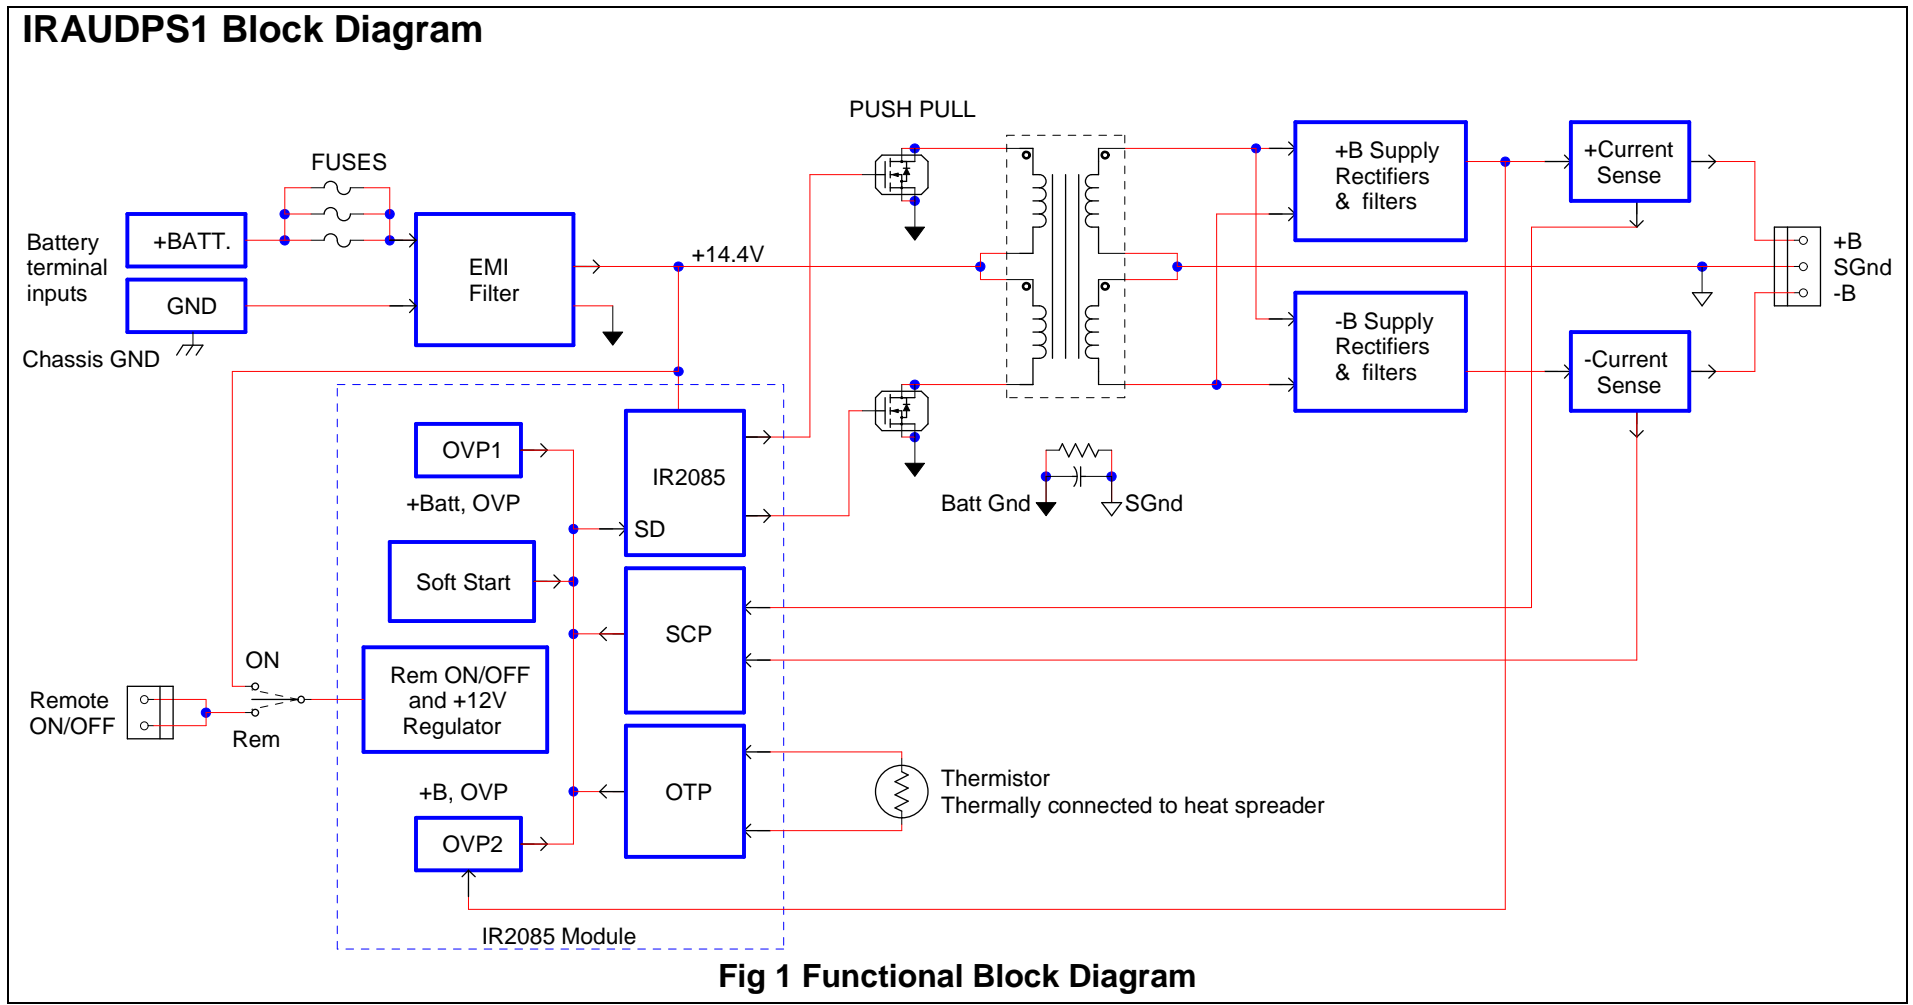 IRAUDPS1 Block Diagram
PUSH PULL
FUSES
Battery
terminal
inputs
+BATT.
GND
Chassis GND
EMI
Filter
+14.4V
+B Supply
Rectifiers
& filters
-B Supply
Rectifiers
& filters
+Current
Sense
-Current
Sense
+B
SGnd
-B
OVP1
+Batt, OVP
IR2085
SD
Batt Gnd
SGnd
Soft Start
SCP
ON
Remote
ON/OFF
Rem
Rem ON/OFF
and +12V
Regulator
OTP
Thermistor
Thermally connected to heat spreader
+B, OVP
OVP2
IR2085 Module
Fig 1 Functional Block Diagram